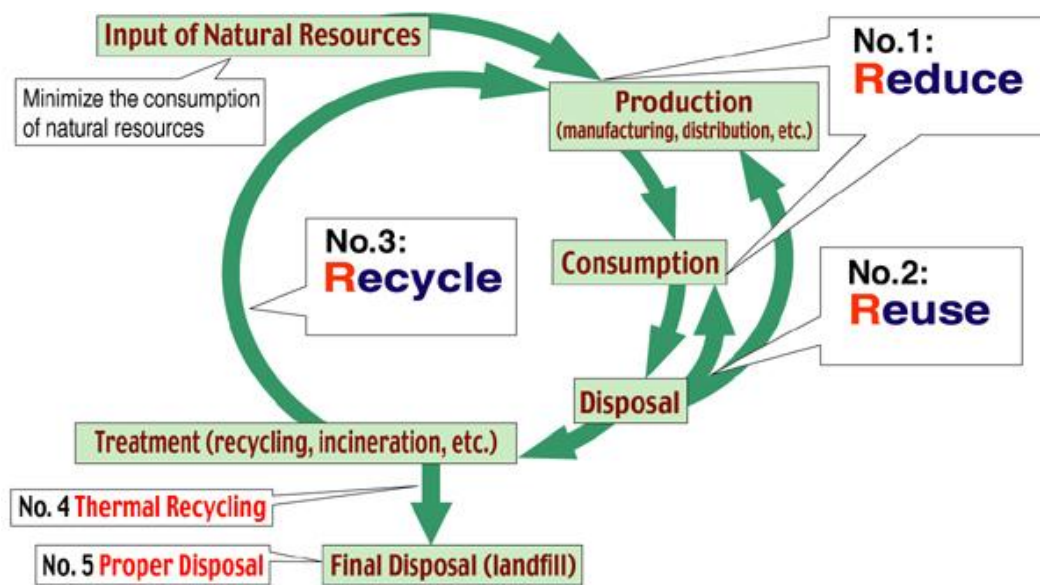 Input of Natural Resources
Minimize the consumption
of natural resources
No.1:
Reduce
Production
(manufacturing, distribution, etc.)
No.3:
Recycle
Consumption
No.2:
Reuse
Disposal
Treatment (recycling, incineration, etc.)
No. 4 Thermal Recycling
No. 5 Proper Disposal
Final Disposal (landfill)